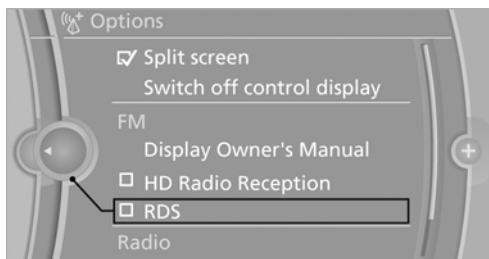 Options
Split screen
Switch off control display
FM
Display Owner's Manual
HD Radio Reception
RDS
Radio